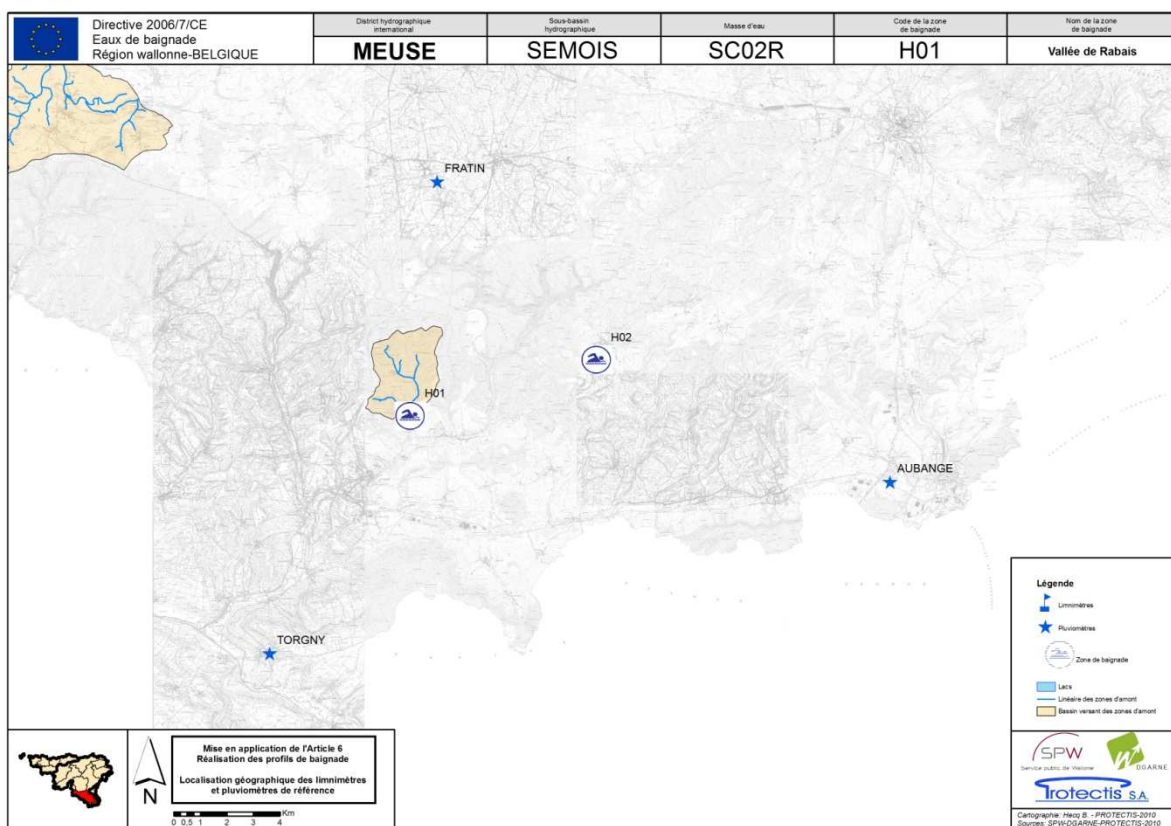 Directive 2006/7/CE
Eaux de baignade
Région wallonne-BELGIQUE
District hydrographique
international
MEUSE
Sous-bassin
hydrographique
SEMOIS
Masse d'eau
SC02R
Code de la zone
de baignade
H01
Nom de la zone
de baignade
Vallée de Rabais
FRATIN
H02
H01
AUBANGE
TORGNY
Légende
Limnimètres
Pluviomètres
Zone de baignade
Lacs
Linéaire des zones d'amont
Bassin versant des zones d'amont
N
Mise en application de l'Article 6
Réalisation des profils de baignade
Localisation géographique des limnimètres
et pluviomètres de référence
Km
0 0,5 1 2 3 4
SPW
Service public de Wallonie
DGARNE
Protectis S.A.
Cartographie: Hecq B. - PROTECTIS-2010
Sources: SPW-DGARNE-PROTECTIS-2010